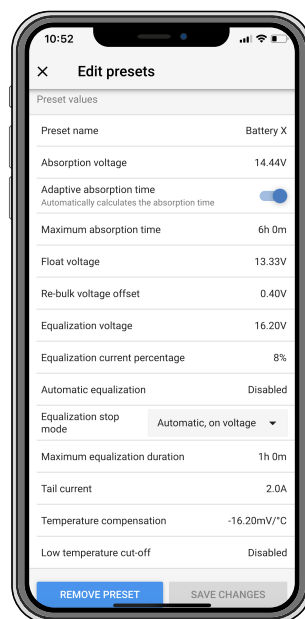 10:52
Edit presets
Preset values
Preset name Battery X
Absorption voltage 14.44V
Adaptive absorption time
Automatically calculates the absorption time
Maximum absorption time 6h 0m
Float voltage 13.33V
Re-bulk voltage offset 0.40V
Equalization voltage 16.20V
Equalization current percentage 8%
Automatic equalization Disabled
Equalization stop
mode Automatic, on voltage
Maximum equalization duration 1h 0m
Tail current 2.0A
Temperature compensation -16.20mV/°C
Low temperature cut-off Disabled
REMOVE PRESET SAVE CHANGES